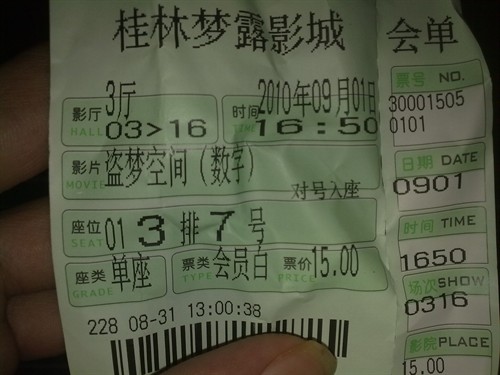 桂林梦露影城
影厅 3厅
HALL 03>16
时间 2010年09月01日
TIME 16:50
影片 盗梦空间（数字）
MOVIE
对号入座
座位
SEAT 01 3 排 7 号
座类 单座
GRADE
票类 会员白
TYPE
票价 15.00
PRICE
228 08-31 13:00:38
会单
票号 NO.
30001505
0101
日期 DATE
0901
时间 TIME
1650
场次 SHOW
0316
影院 PLACE
15.00